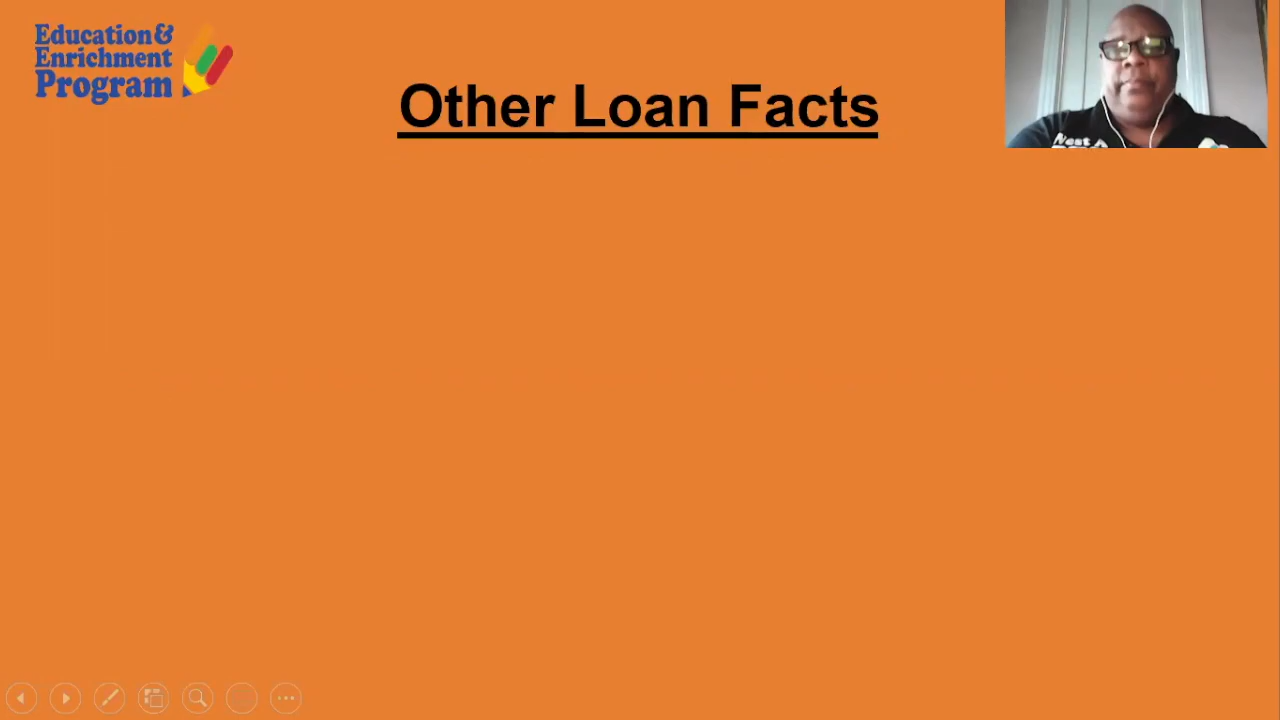 Education&
Enrichment
Program
Other Loan Facts